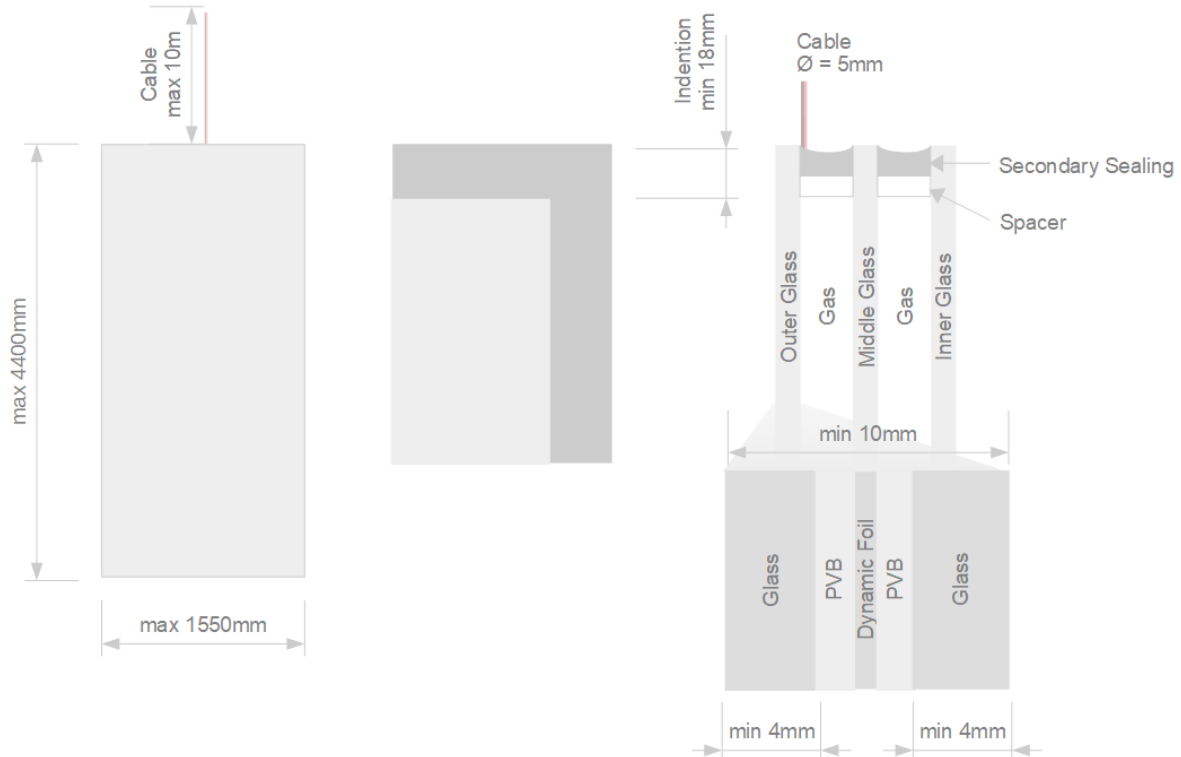 Cable
max 10m
max 4400mm
max 1550mm
Indention
min 18mm
Cable
Ø = 5mm
Secondary Sealing
Spacer
Outer Glass
Gas
Middle Glass
Gas
Inner Glass
min 10mm
Glass
PVB
Dynamic Foil
PVB
Glass
min 4mm
min 4mm